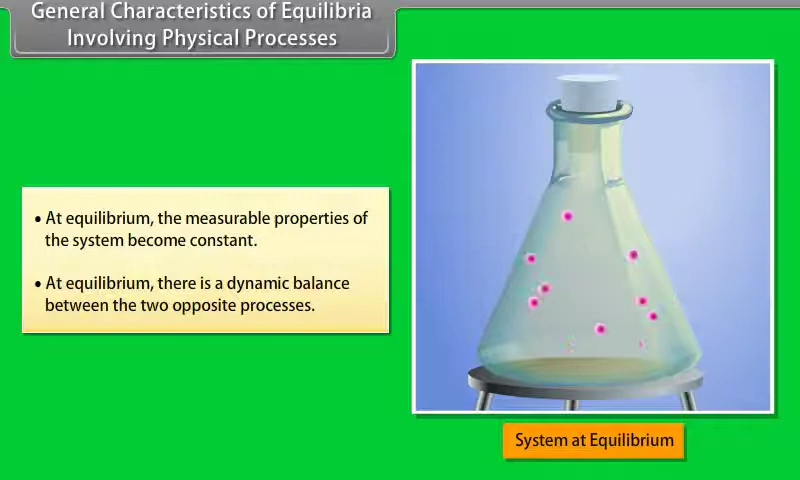 General Characteristics of Equilibria
Involving Physical Processes
• At equilibrium, the measurable properties of
the system become constant.
• At equilibrium, there is a dynamic balance
between the two opposite processes.
System at Equilibrium